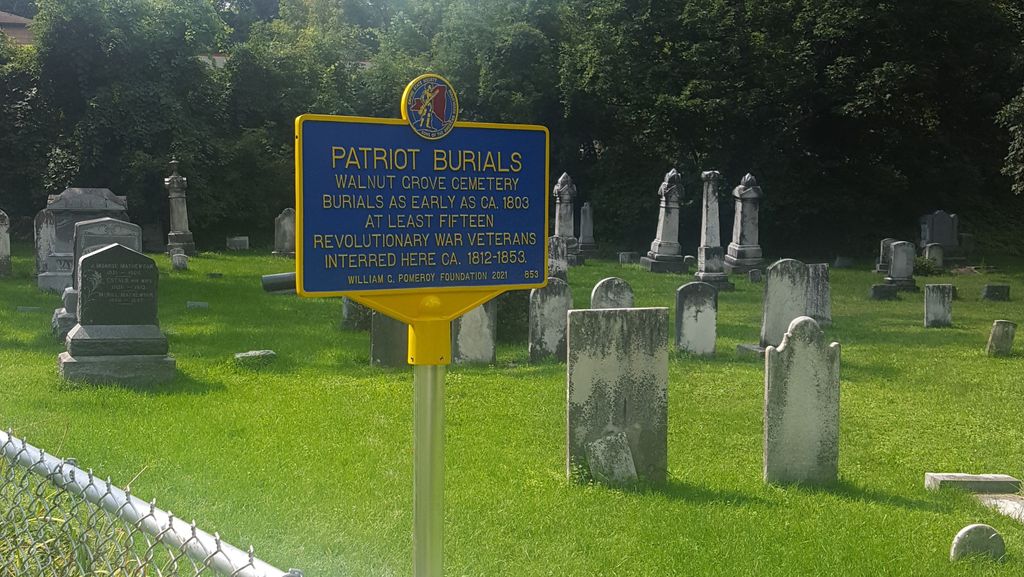 PATRIOT BURIALS
WALNUT GROVE CEMETERY
BURIALS AS EARLY AS CA. 1803
AT LEAST FIFTEEN
REVOLUTIONARY WAR VETERANS
INTERRED HERE CA. 1812-1853.
WILLIAM G. POMEROY FOUNDATION 2021 853